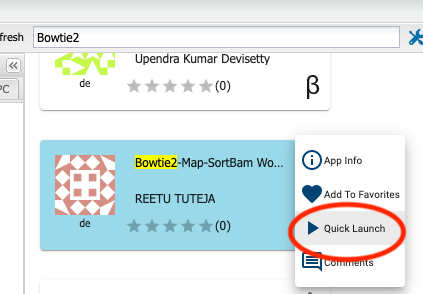 fresh Bowtie2
Upendra Kumar Devisetty
(0)
de β
PC
Bowtie2-Map-SortBam Wo...
REETU TUTEJA
(0)
de
App Info
Add To Favorites
Quick Launch
Comments